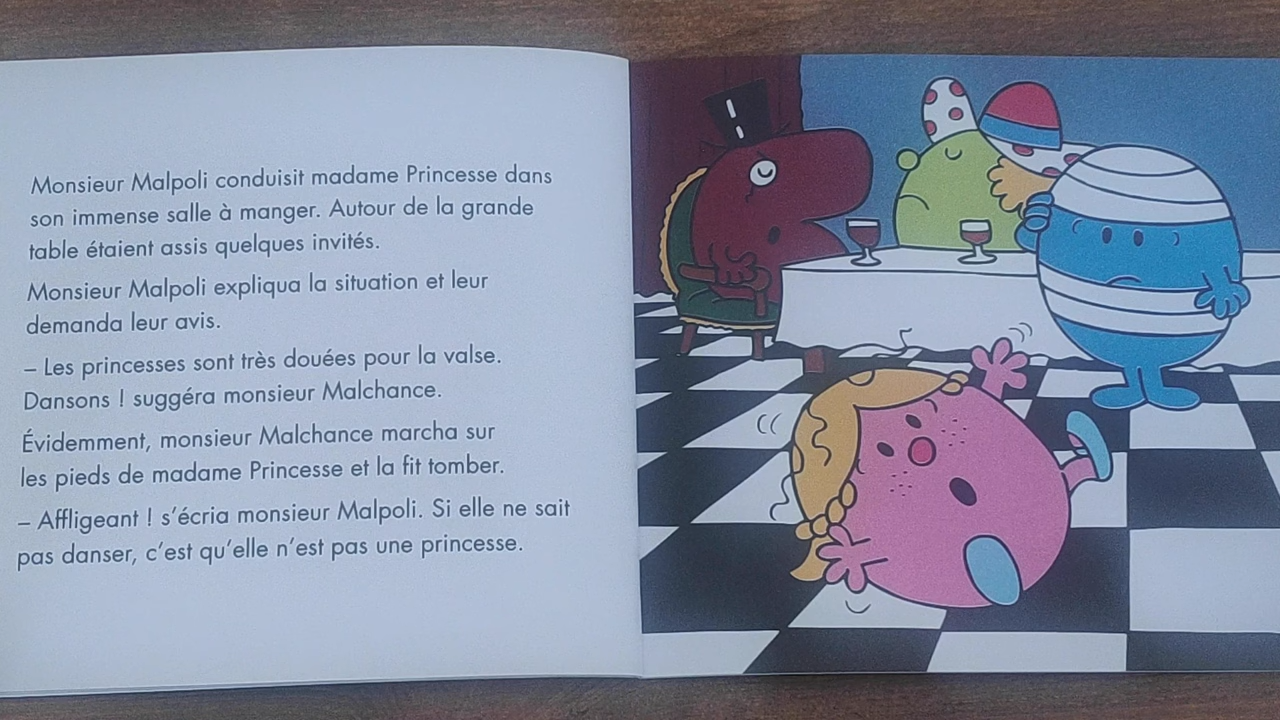 Monsieur Malpoli conduisit madame Princesse dans
son immense salle à manger. Autour de la grande
table étaient assis quelques invités.
Monsieur Malpoli expliqua la situation et leur
demanda leur avis.
– Les princesses sont très douées pour la valse.
Dansons ! suggéra monsieur Malchance.
Évidemment, monsieur Malchance marcha sur
les pieds de madame Princesse et la fit tomber.
– Affligeant ! s’écria monsieur Malpoli. Si elle ne sait
pas danser, c’est qu’elle n’est pas une princesse.